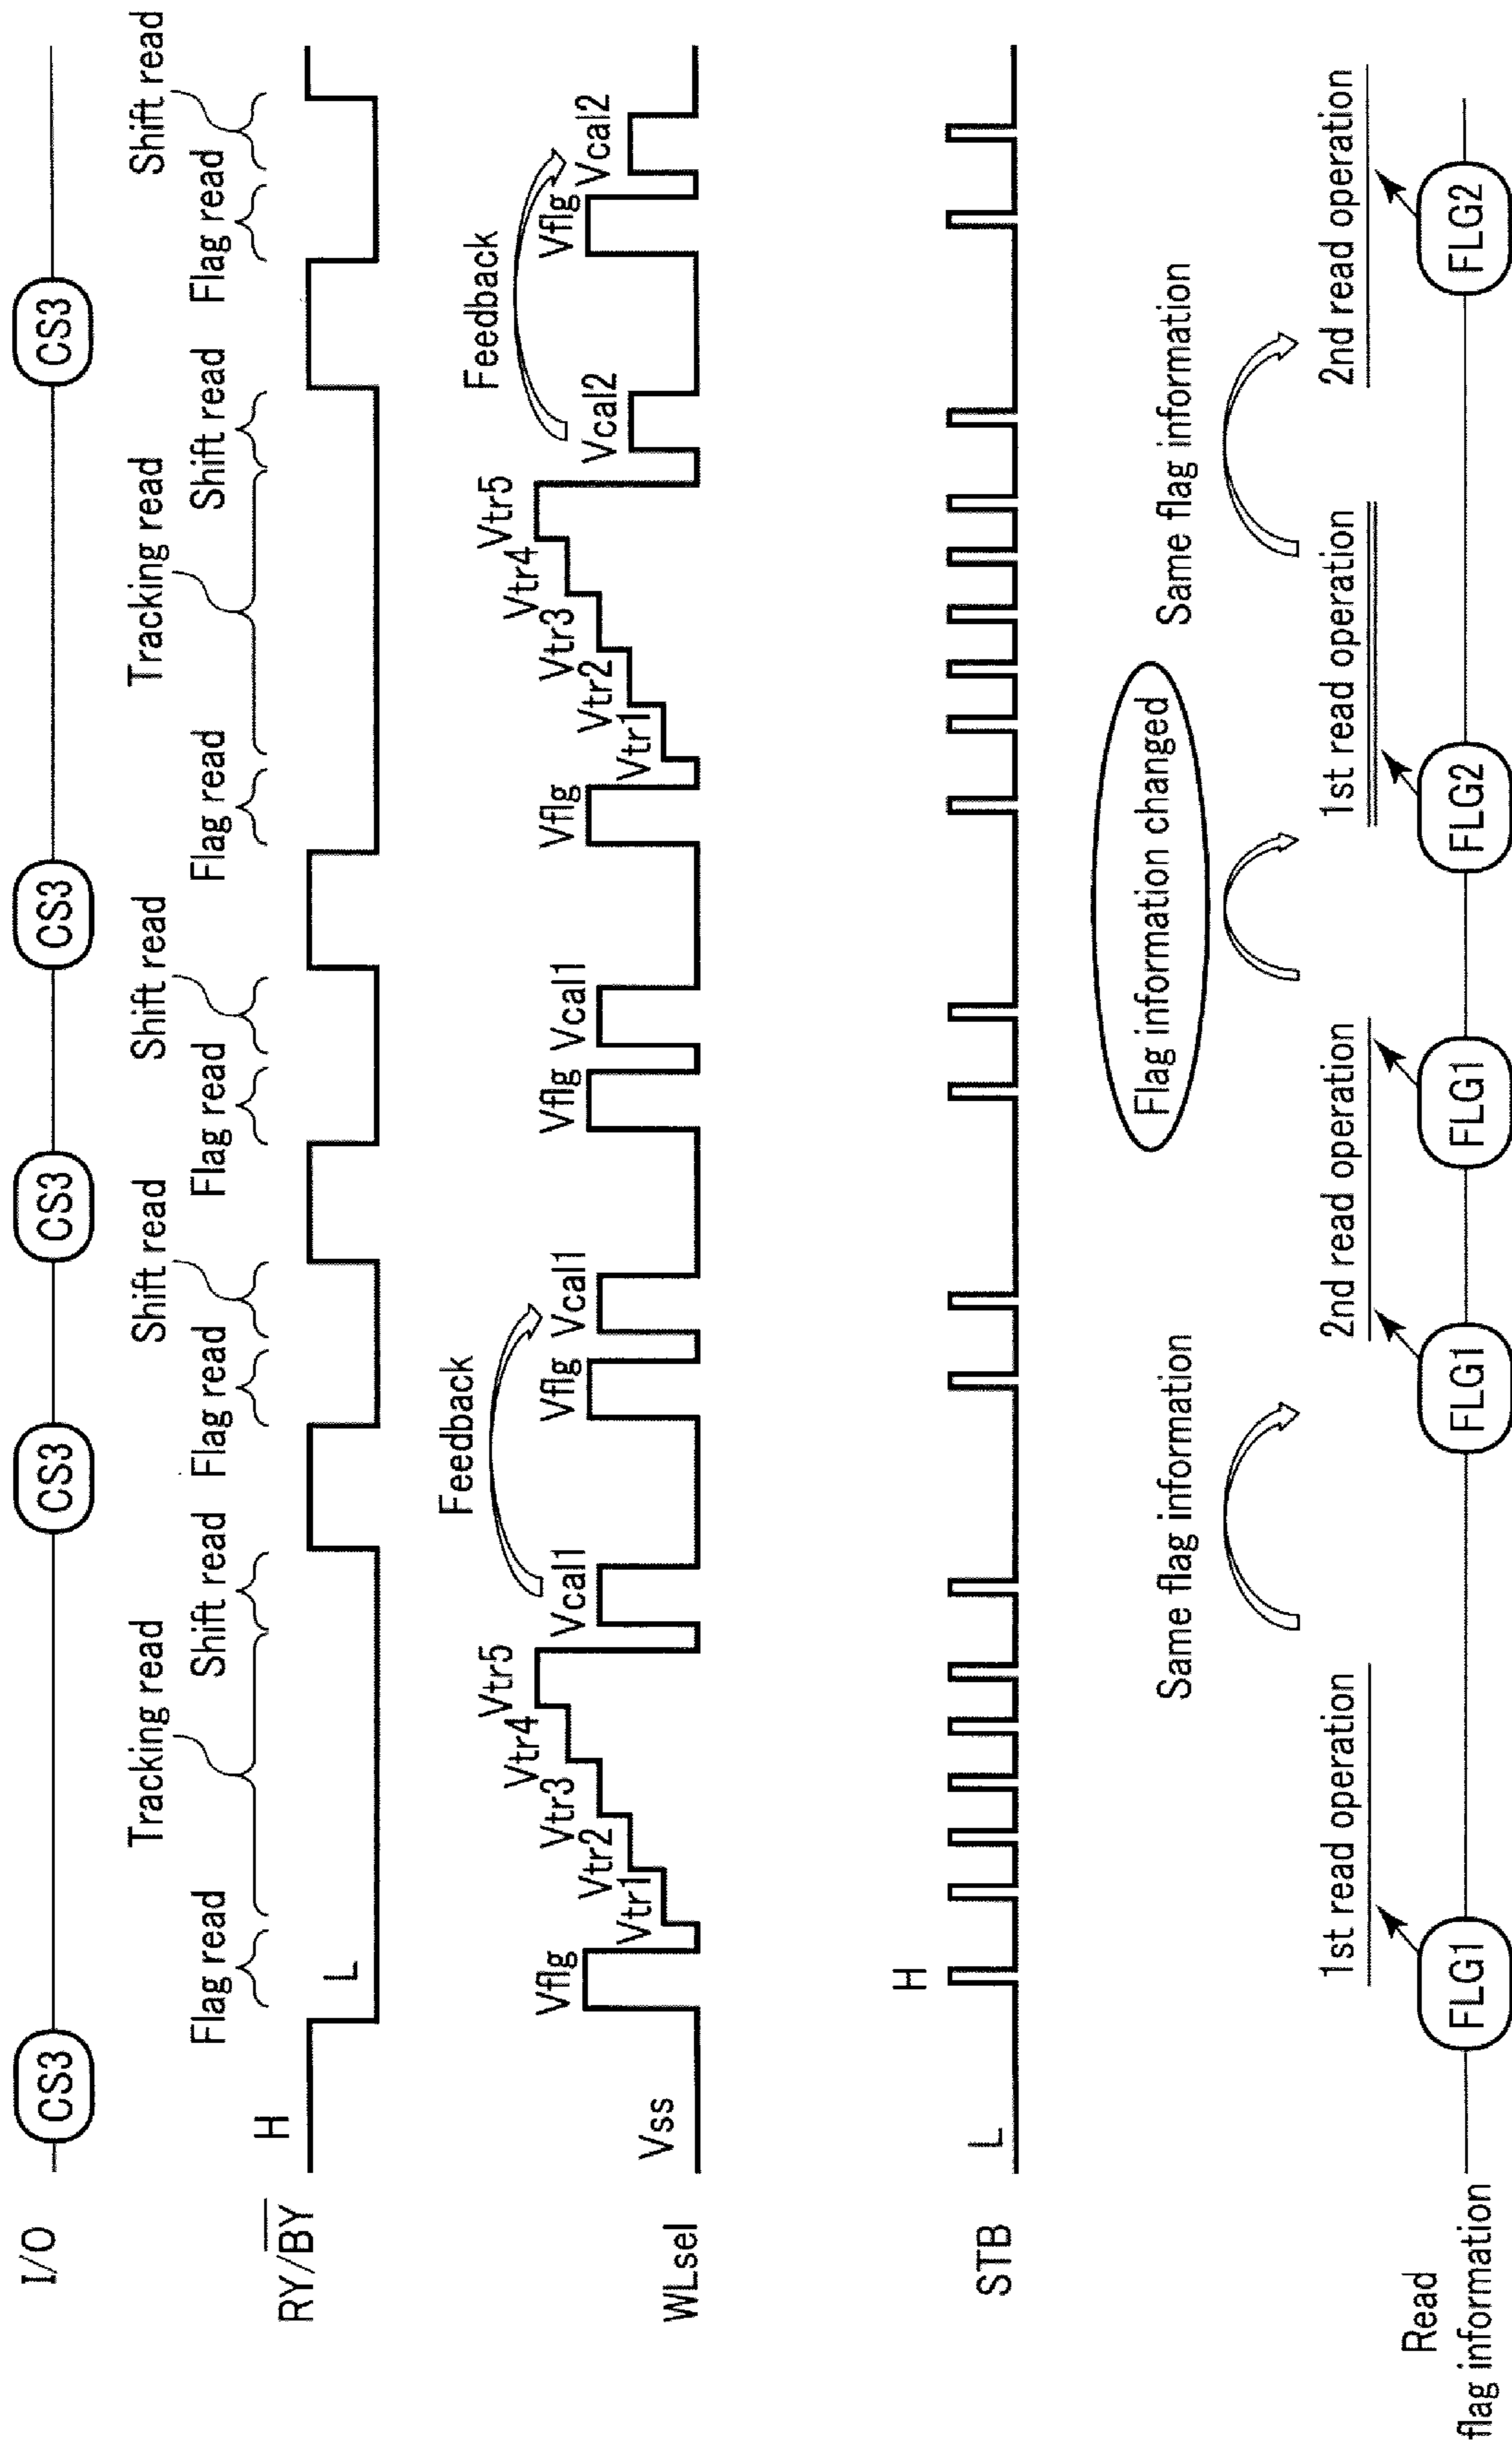 I/O CS3 CS3 CS3 CS3 CS3
Tracking read Shift read Shift read Tracking read Shift read
Flag read Shift read Flag read Flag read Flag read Shift read Flag read
H
RY/BY
L
Feedback Feedback
Vtr5 Vtr5
Vtr4 Vtr4
Vflg Vtr3 Vcal1 Vflg Vcal1 Vflg Vcal1 Vflg Vtr3 Vflg
Vtr2 Vtr2 Vcal2 Vcal2
Vtr1 Vtr1
Vss
WLsel
H
L
STB
Flag information changed
Same flag information Same flag information
1st read operation 2nd read operation 1st read operation 2nd read operation
Read
flag information FLG1 FLG1 FLG1 FLG2 FLG2